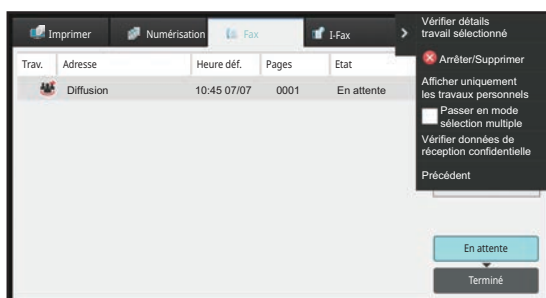 Imprimer
Numérisation
Fax
I-Fax
Trav.
Adresse
Heure déf.
Pages
Etat
Diffusion
10:45 07/07
0001
En attente
Vérifier détails
travail sélectionné
Arrêter/Supprimer
Afficher uniquement
les travaux personnels
Passer en mode
sélection multiple
Vérifier données de
réception confidentielle
Précédent
En attente
Terminé